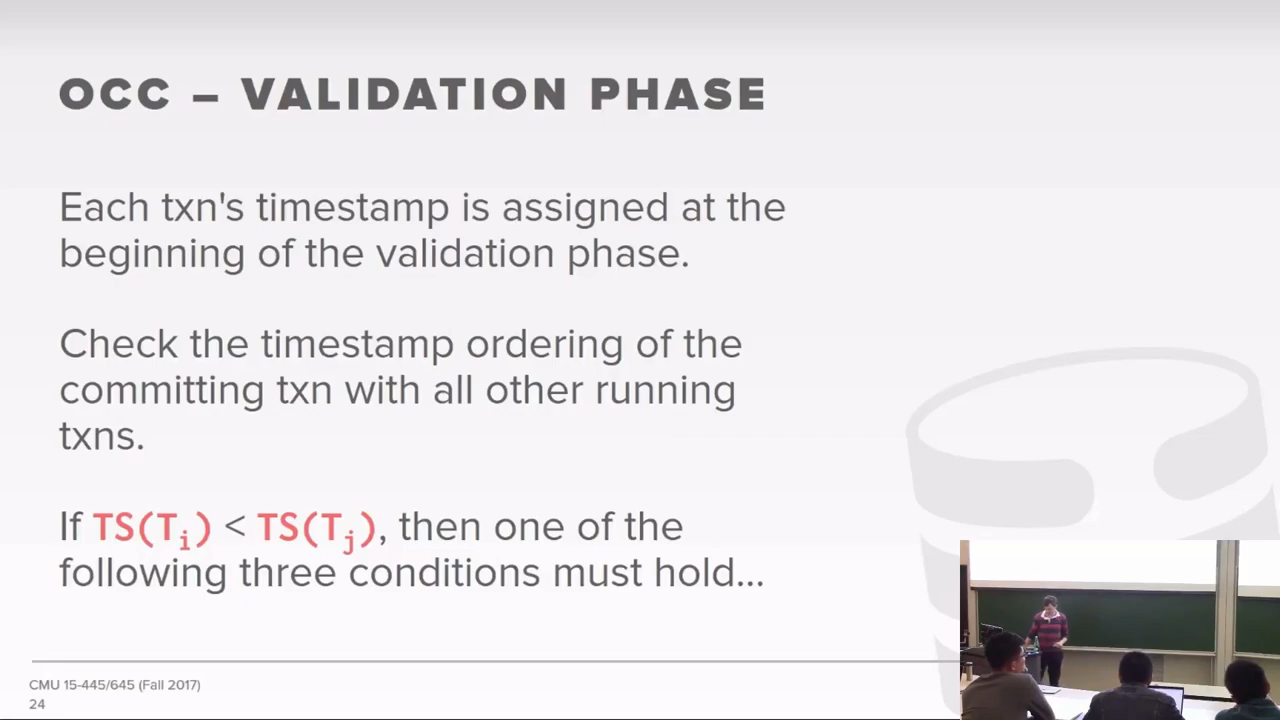 OCC – VALIDATION PHASE
Each txn's timestamp is assigned at the
beginning of the validation phase.
Check the timestamp ordering of the
committing txn with all other running
txns.
If TS(Tᵢ) < TS(Tⱼ), then one of the
following three conditions must hold…
CMU 15-445/645 (Fall 2017)
24